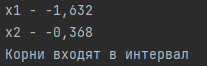 x1 - -1,632
x2 - -0,368
Корни входят в интервал